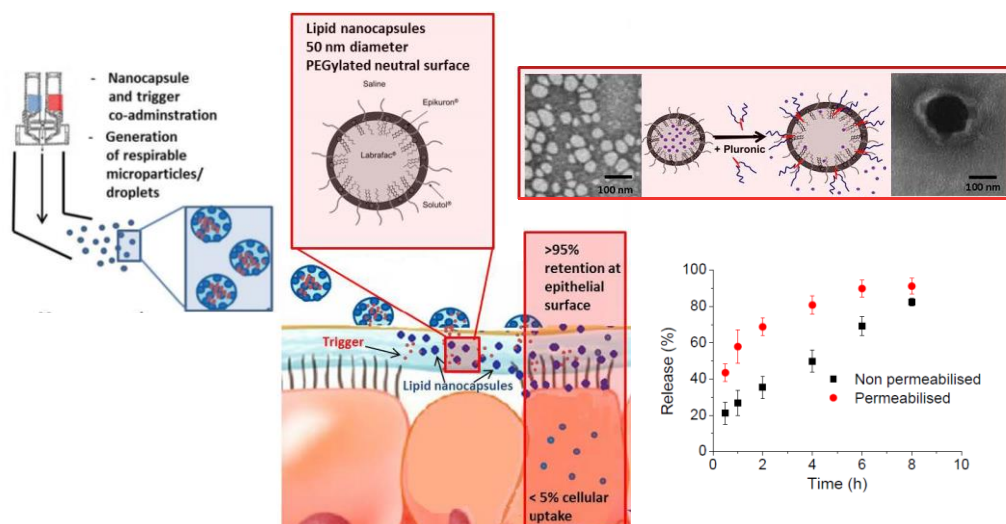 - Nanocapsule
and trigger
co-adminstration
- Generation
of respirable
microparticles/
droplets
Lipid nanocapsules
50 nm diameter
PEGylated neutral surface
Saline
Epikuron®
Labrafac®
Solutol®
100 nm
+ Pluronic
100 nm
>95%
retention at
epithelial
surface
Trigger
Lipid nanocapsules
< 5% cellular
uptake
Release (%)
100
80
60
40
20
0
Non permeabilised
Permeabilised
0 2 4 6 8 10
Time (h)